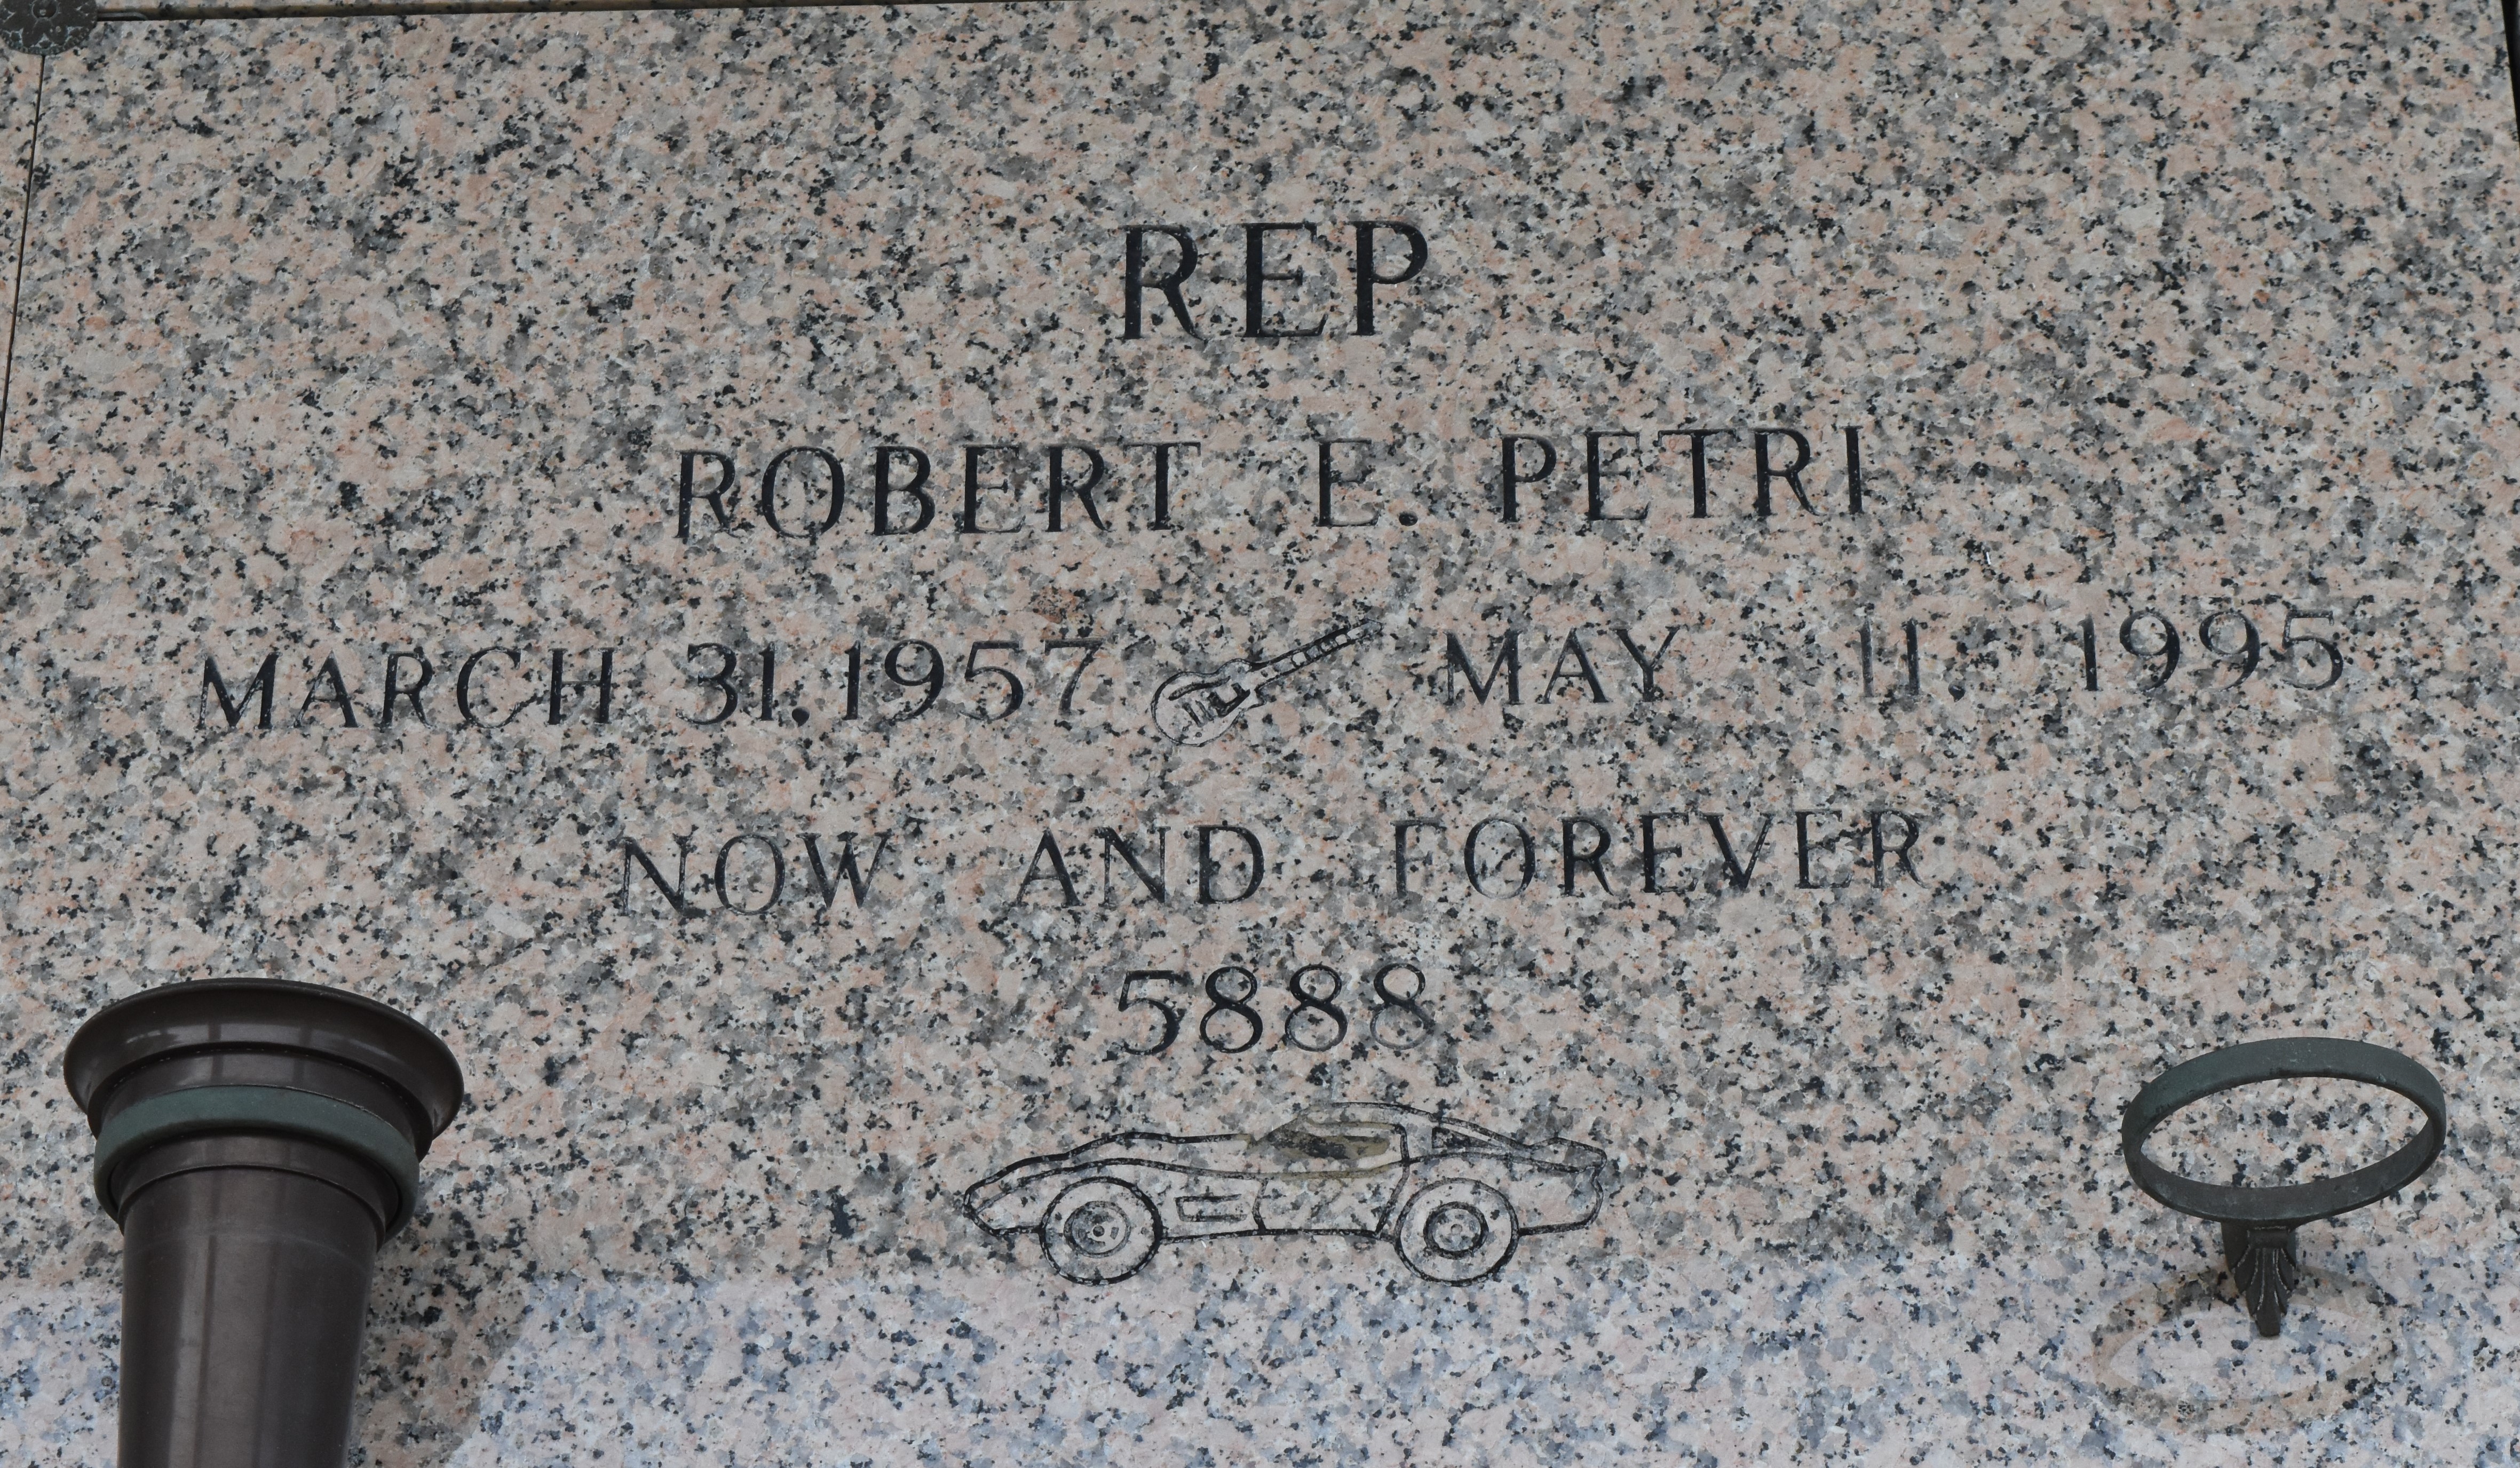 REP
ROBERT E. PETRI
MARCH 31.1957 MAY 11. 1995
NOW AND FOREVER
5888